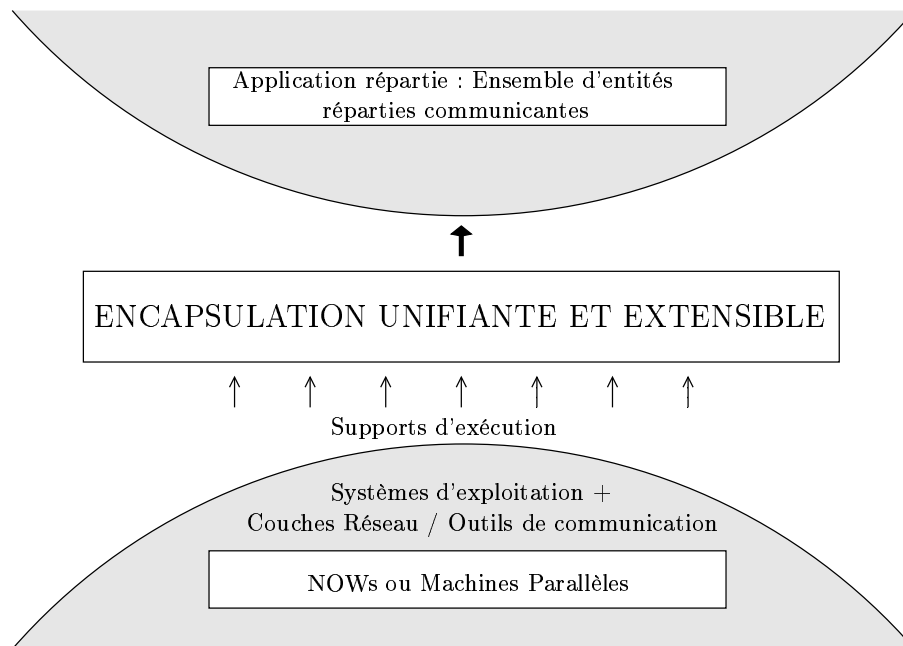 Application répartie : Ensemble d'entités
réparties communicantes
ENCAPSULATION UNIFIANTE ET EXTENSIBLE
Supports d'exécution
Systèmes d'exploitation +
Couches Réseau / Outils de communication
NOWs ou Machines Parallèles